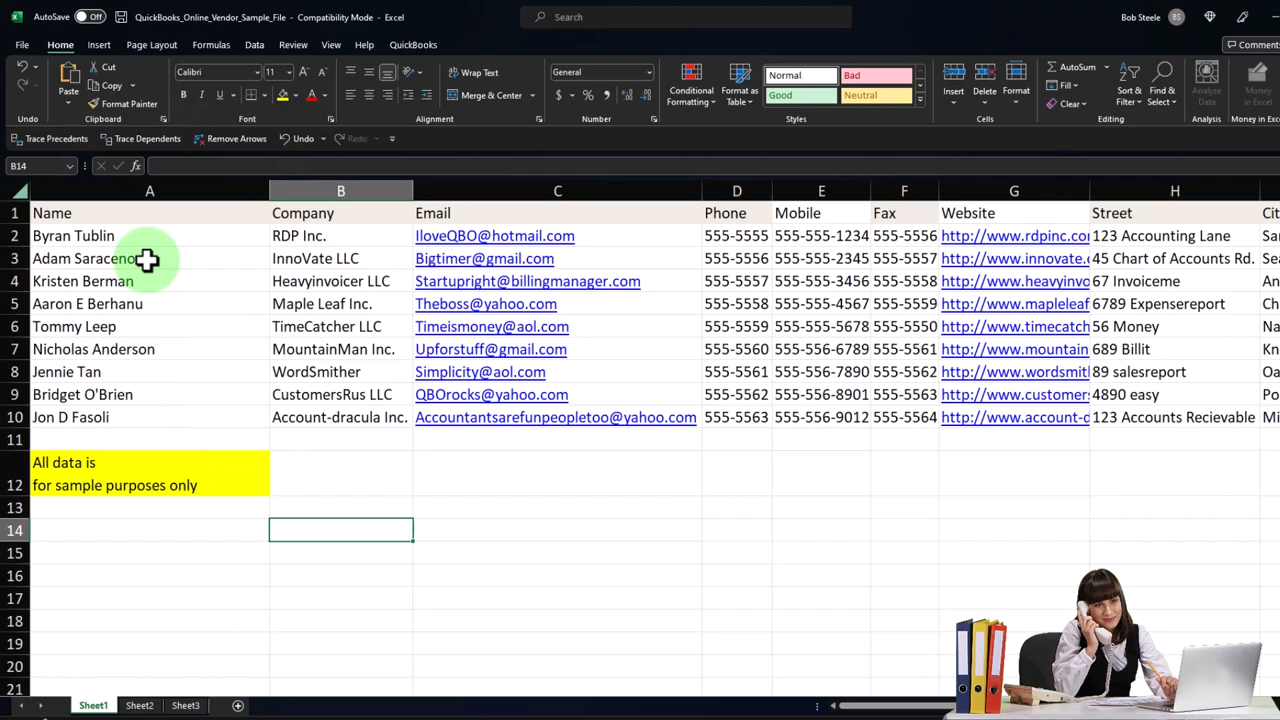 AutoSave Off QuickBooks_Online_Vendor_Sample_File - Compatibility Mode - Excel Search Bob Steele BS
File Home Insert Page Layout Formulas Data Review View Help QuickBooks Comments
Undo Paste Cut Copy Format Painter Clipboard
Calibri 11 B I U A Font
Wrap Text Merge & Center Alignment
General $ % Number
Conditional Formatting Format as Table Normal Bad Good Neutral Styles
Insert Delete Format Cells
AutoSum Fill Clear Sort & Filter Find & Select Editing
Analyse Data Analysis
Money in Excel Money in Ex
Trace Precedents Trace Dependents Remove Arrows Undo Redo
B14 fx
A B C D E F G H
1 Name Company Email Phone Mobile Fax Website Street Cit
2 Byran Tublin RDP Inc. IloveQBO@hotmail.com 555-5555 555-555-1234 555-5556 http://www.rdpinc.cor 123 Accounting Lane Sar
3 Adam Saraceno InnoVate LLC Bigtimer@gmail.com 555-5556 555-555-2345 555-5557 http://www.innovate. 45 Chart of Accounts Rd. Sea
4 Kristen Berman Heavyinvoicer LLC Startupright@billingmanager.com 555-5557 555-555-3456 555-5558 http://www.heavyinvo 67 Invoiceme An
5 Aaron E Berhanu Maple Leaf Inc. Theboss@yahoo.com 555-5558 555-555-4567 555-5559 http://www.mapleleaf 6789 Expensereport Ch
6 Tommy Leep TimeCatcher LLC Timeismoney@aol.com 555-5559 555-555-5678 555-5550 http://www.timecatch 56 Money Da
7 Nicholas Anderson MountainMan Inc. Upforstuff@gmail.com 555-5560 555-556-6789 555-5561 http://www.mountain 689 Billit Kn
8 Jennie Tan WordSmither Simplicity@aol.com 555-5561 555-556-7890 555-5562 http://www.wordsmit 89 salesreport Oa
9 Bridget O'Brien CustomersRus LLC QBOrocks@yahoo.com 555-5562 555-556-8901 555-5563 http://www.customers 4890 easy Po
10 Jon D Fasoli Account-dracula Inc. Accountantsarefunpeopletoo@yahoo.com 555-5563 555-556-9012 555-5564 http://www.account-d 123 Accounts Recievable Mi
11
All data is
12 for sample purposes only
13
14
15
16
17
18
19
20
21
Sheet1 Sheet2 Sheet3